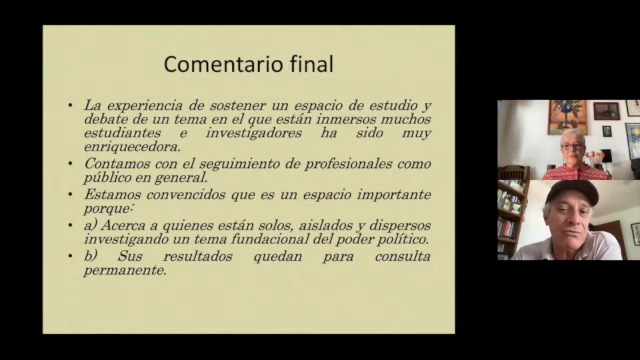 Comentario final
• La experiencia de sostener un espacio de estudio y
debate de un tema en el que están inmersos muchos
estudiantes e investigadores ha sido muy
enriquecedora.
• Contamos con el seguimiento de profesionales como
público en general.
• Estamos convencidos que es un espacio importante
porque:
• a) Acerca a quienes están solos, aislados y dispersos
investigando un tema fundacional del poder político.
• b) Sus resultados quedan para consulta
permanente.